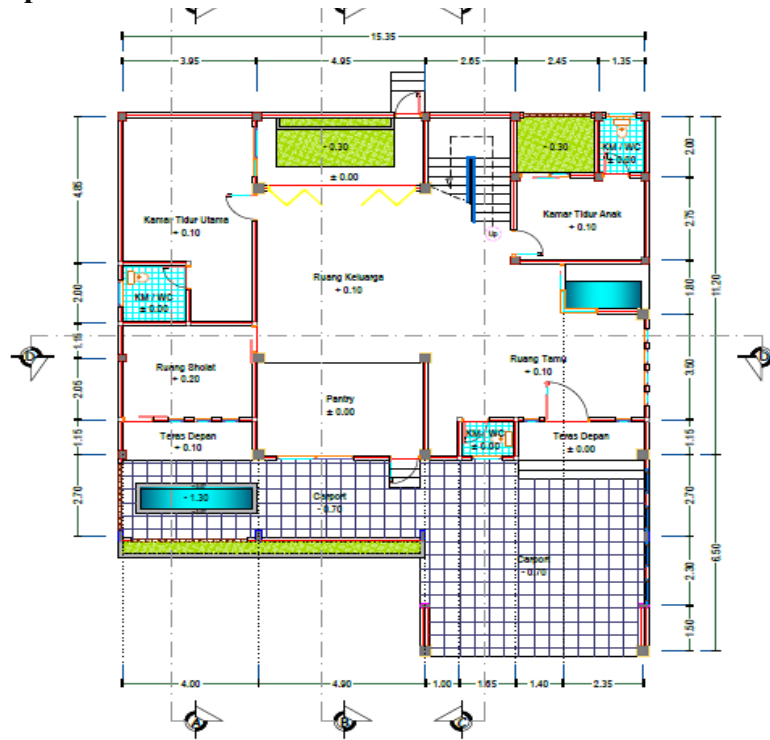 15.35
3.95 4.95 2.65 2.45 1.35
- 0.30
± 0.00
- 0.30
KM / WC
± 0.00
2.00
4.85
Kamar Tidur Utama
+ 0.10
Kamar Tidur Anak
+ 0.10
2.75
Up
Ruang Keluarga
+ 0.10
KM / WC
± 0.00
2.00
1.80
11.20
D
D
1.15
Ruang Sholat
+ 0.20
Ruang Tamu
+ 0.10
3.50
2.05
Pantry
± 0.00
Teras Depan
+ 0.10
KM / WC
± 0.00
Teras Depan
± 0.00
1.15
1.15
- 1.30
Carport
- 0.70
2.70
2.70
Carport
- 0.70
2.30
6.50
1.50
4.00 4.90 1.00 1.65 1.40 2.35
A B C